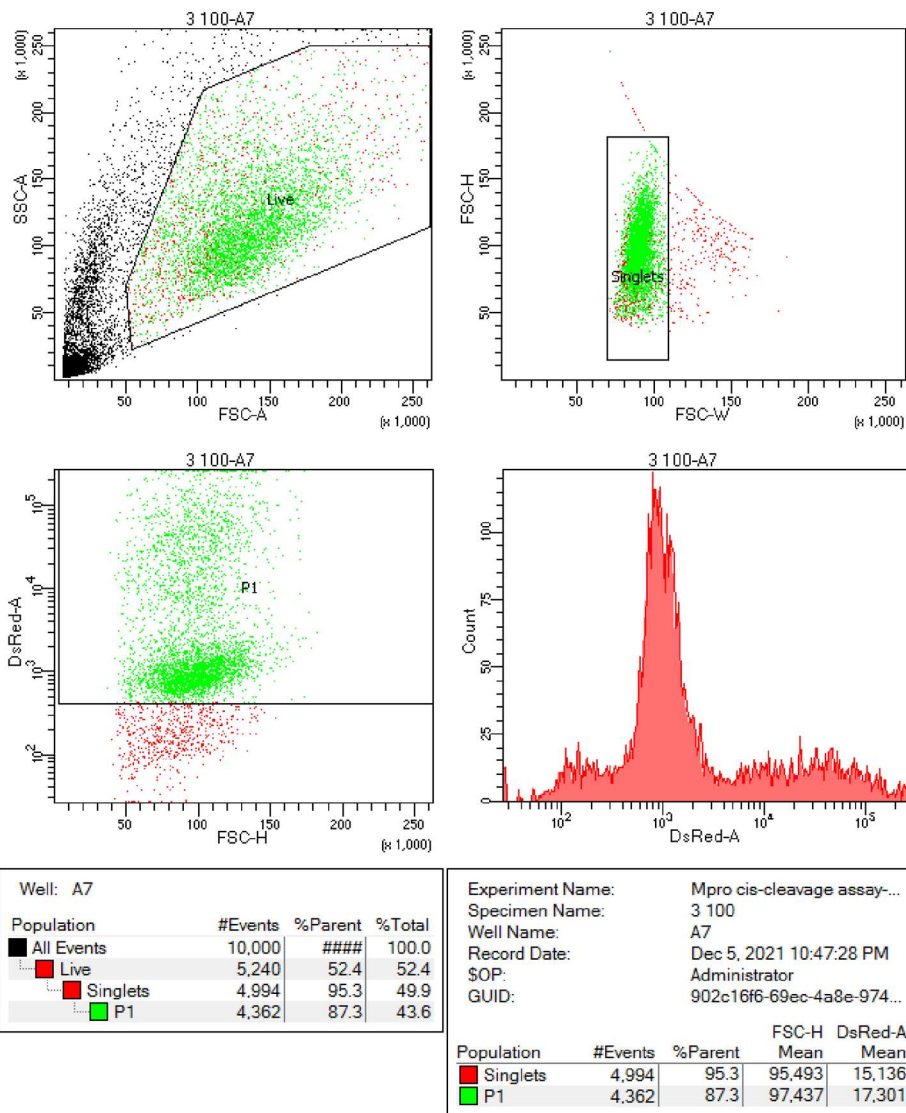 3 100-A7
(x 1,000)
SSC-A
250
200
150
100
50
Live
50 100 150 200 250
FSC-A
(x 1,000)
3 100-A7
(x 1,000)
FSC-H
250
200
150
100
50
Singlets
50 100 150 200 250
FSC-W
(x 1,000)
3 100-A7
DsRed-A
10^5
10^4
10^3
10^2
P1
50 100 150 200 250
FSC-H
(x 1,000)
3 100-A7
Count
100
75
50
25
0
10^2 10^3 10^4 10^5
DsRed-A
Well: A7
Population #Events %Parent %Total
All Events 10,000 #### 100.0
Live 5,240 52.4 52.4
Singlets 4,994 95.3 49.9
P1 4,362 87.3 43.6
Experiment Name: Mpro cis-cleavage assay-...
Specimen Name: 3 100
Well Name: A7
Record Date: Dec 5, 2021 10:47:28 PM
$OP: Administrator
GUID: 902c16f6-69ec-4a8e-974...
FSC-H DsRed-A
Population #Events %Parent Mean Mean
Singlets 4,994 95.3 95,493 15,136
P1 4,362 87.3 97,437 17,301